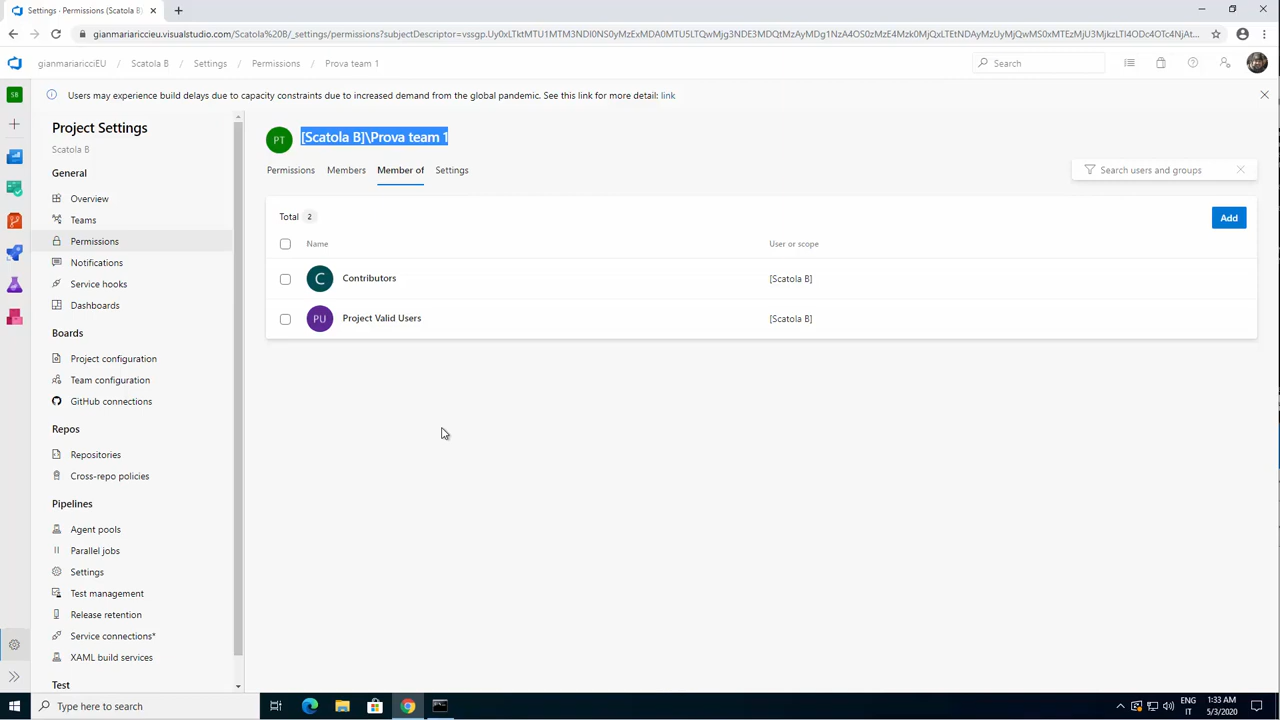 Settings - Permissions (Scatola B)
gianmariariccieu.visualstudio.com/Scatola%20B/_settings/permissions?subjectDescriptor=vssgp.
gianmariaricciEU / Scatola B / Settings / Permissions / Prova team 1
Search
SB
Users may experience build delays due to capacity constraints due to increased demand from the global pandemic. See this link for more detail: link
Project Settings
Scatola B
General
Overview
Teams
Permissions
Notifications
Service hooks
Dashboards
Boards
Project configuration
Team configuration
GitHub connections
Repos
Repositories
Cross-repo policies
Pipelines
Agent pools
Parallel jobs
Settings
Test management
Release retention
Service connections*
XAML build services
Test
PT
[Scatola B]\Prova team 1
Permissions Members Member of Settings
Search users and groups
Total 2
Add
Name User or scope
C Contributors [Scatola B]
PU Project Valid Users [Scatola B]
Type here to search
ENG
IT
1:33 AM
5/3/2020